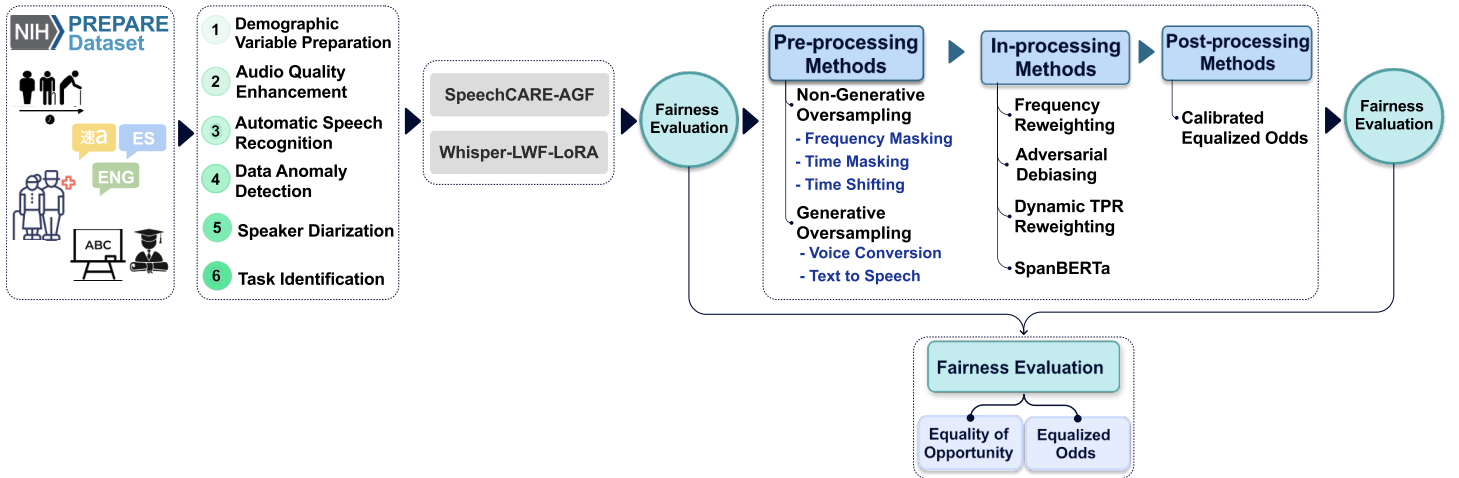 NIH
PREPARE
Dataset
速a
ES
ENG
ABC
1
Demographic
Variable Preparation
2
Audio Quality
Enhancement
3
Automatic Speech
Recognition
4
Data Anomaly
Detection
5
Speaker Diarization
6
Task Identification
SpeechCARE-AGF
Whisper-LWF-LoRA
Fairness
Evaluation
Pre-processing
Methods
Non-Generative
Oversampling
- Frequency Masking
- Time Masking
- Time Shifting
Generative
Oversampling
- Voice Conversion
- Text to Speech
In-processing
Methods
Frequency
Reweighting
Adversarial
Debiasing
Dynamic TPR
Reweighting
SpanBERTa
Post-processing
Methods
Calibrated
Equalized Odds
Fairness
Evaluation
Fairness Evaluation
Equality of
Opportunity
Equalized
Odds